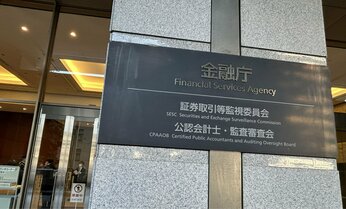 金融庁
Financial Services Agency
証券取引等監視委員会
SESC: Securities and Exchange Surveillance Commission
公認会計士・監査審査会
CPAAOB: Certified Public Accountants and Auditing Oversight Board